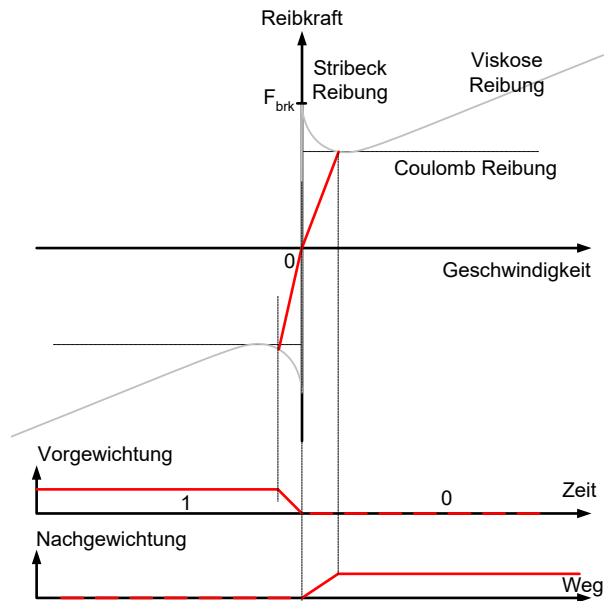 Reibkraft
Stribeck
Reibung
Viskose
Reibung
F_brk
Coulomb Reibung
0
Geschwindigkeit
Vorgewichtung
1
0
Zeit
Nachgewichtung
Weg